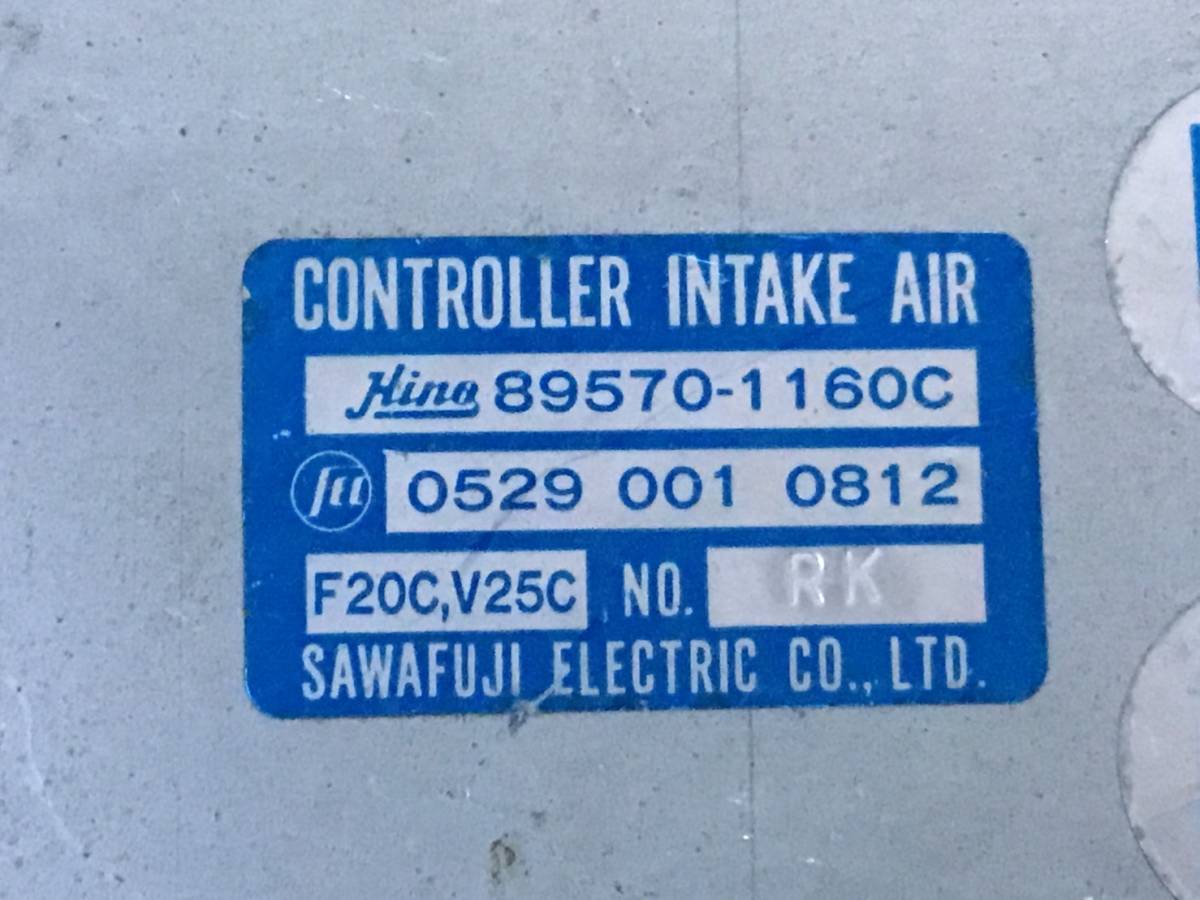 CONTROLLER INTAKE AIR
Hino 89570-1160C
0529 001 0812
F20C,V25C NO. RK
SAWAFUJI ELECTRIC CO., LTD.